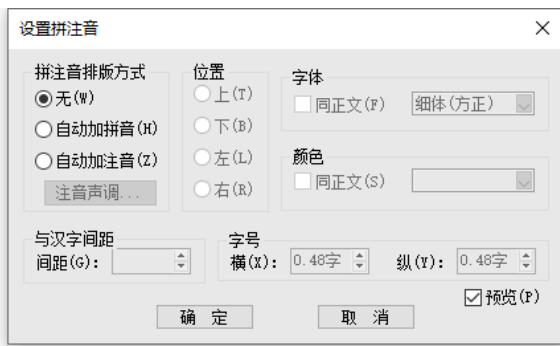 设置拼注音
拼注音排版方式
无(W)
自动加拼音(H)
自动加注音(Z)
注音声调...
位置
上(T)
下(B)
左(L)
右(R)
字体
同正文(F) 细体(方正)
颜色
同正文(S)
与汉字间距
间距(G):
字号
横(X): 0.48字 纵(Y): 0.48字
预览(P)
确 定 取 消